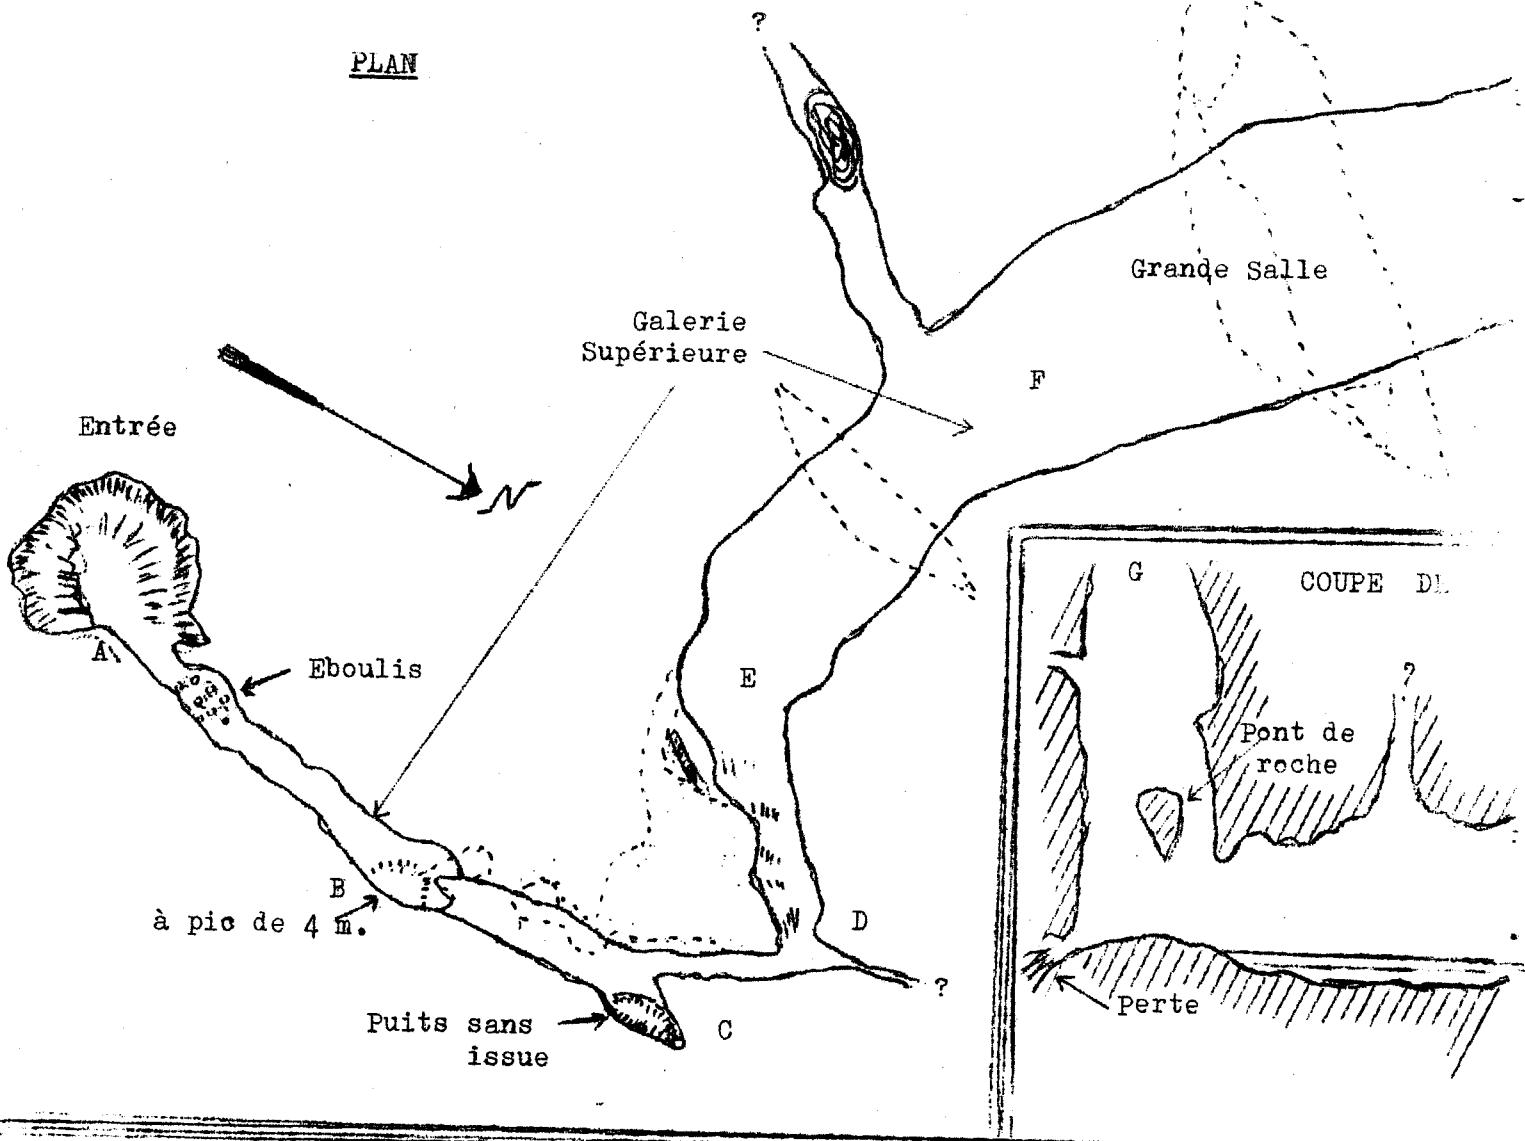 ?
PLAN
Grande Salle
Galerie
Supérieure
F
Entrée
N
A
Eboulis
E
B
à pic de 4 m.
D
?
Puits sans
issue
C
G
COUPE
?
Pont de
roche
Perte